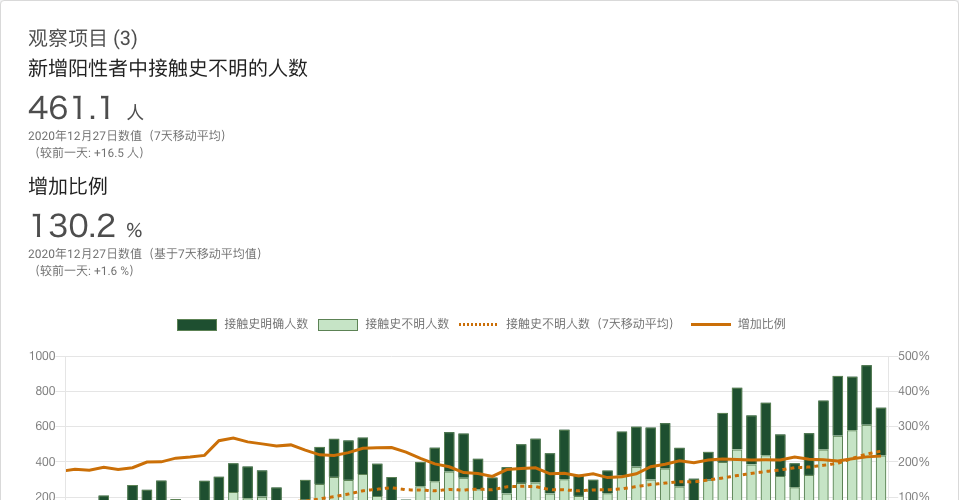 观察项目 (3)
新增阳性者中接触史不明的人数
461.1 人
2020年12月27日数值（7天移动平均）
（较前一天: +16.5 人）
增加比例
130.2 %
2020年12月27日数值（基于7天移动平均值）
（较前一天: +1.6 %）
接触史明确人数 接触史不明人数 接触史不明人数（7天移动平均） 增加比例
1000 500%
800 400%
600 300%
400 200%
200 100%